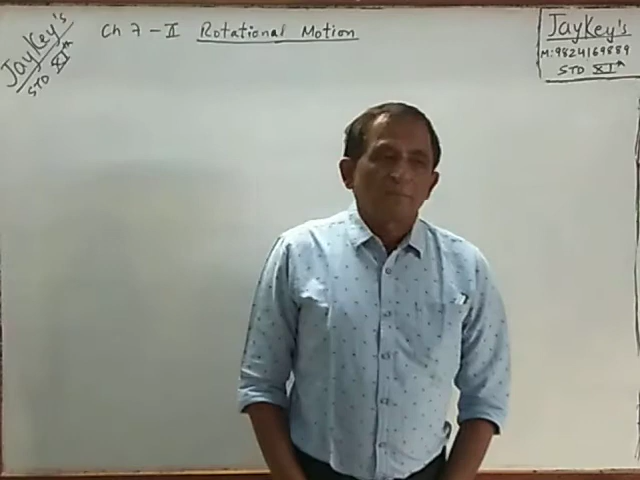 JayKey's
STD XIth
Ch 7 - II Rotational Motion
JayKey's
M:9824169889
STD XIth